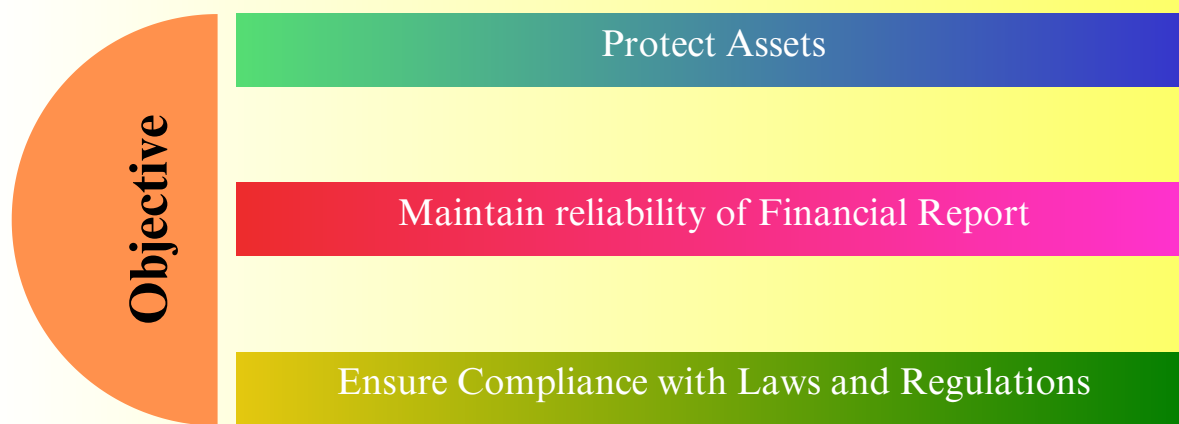 Objective
Protect Assets
Maintain reliability of Financial Report
Ensure Compliance with Laws and Regulations